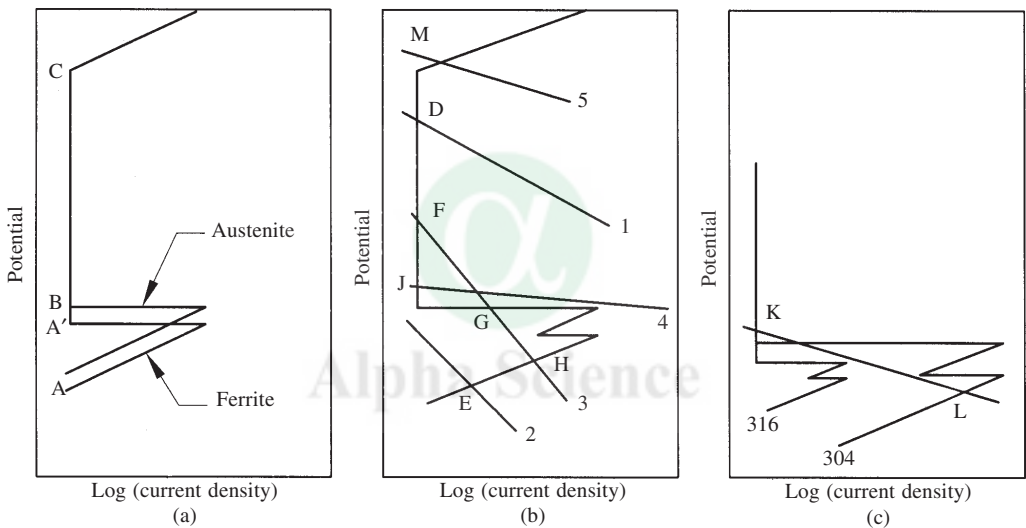 C
Potential
Austenite
B
A′
A
Ferrite
Log (current density)
(a)
M
5
D
1
Potential
F
J
G
4
H
E
3
2
Log (current density)
(b)
Potential
K
L
316
304
Log (current density)
(c)
α
Alpha Science